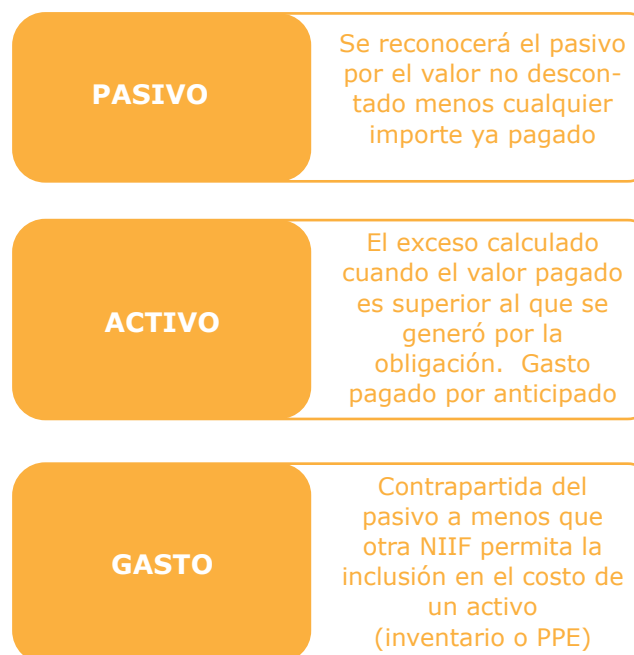 PASIVO
Se reconocerá el pasivo
por el valor no descon-
tado menos cualquier
importe ya pagado
ACTIVO
El exceso calculado
cuando el valor pagado
es superior al que se
generó por la
obligación.  Gasto
pagado por anticipado
GASTO
Contrapartida del
pasivo a menos que
otra NIIF permita la
inclusión en el costo de
un activo
(inventario o PPE)